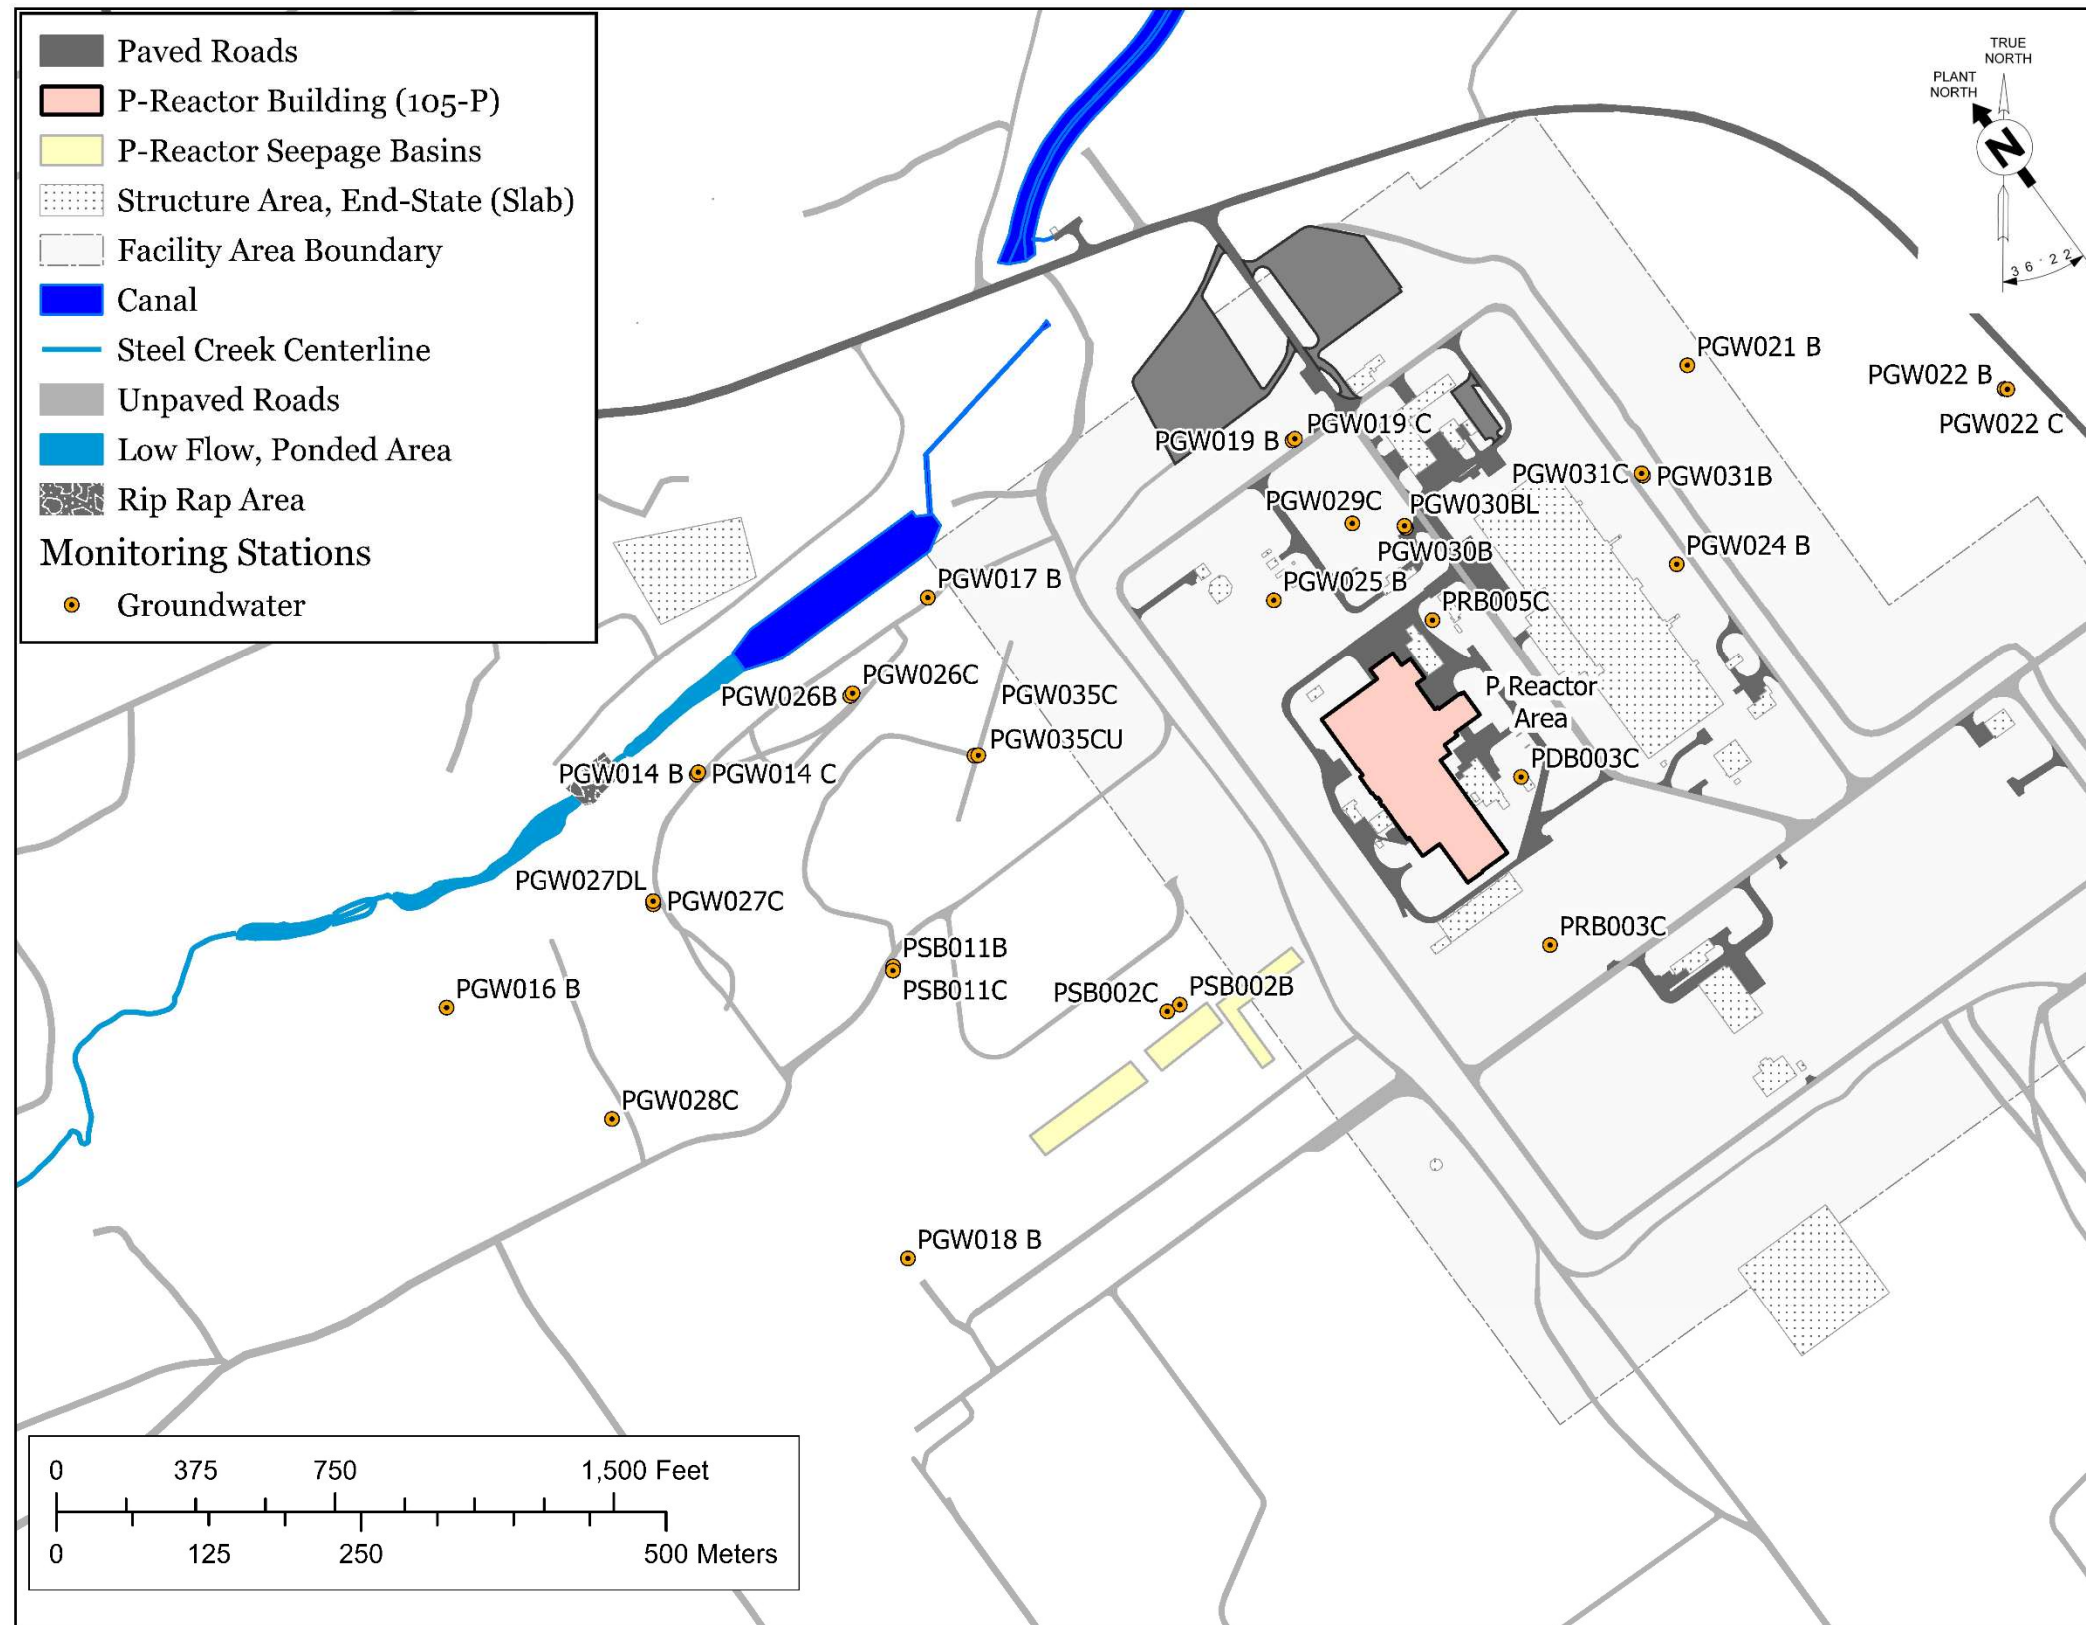 Paved Roads
P-Reactor Building (105-P)
P-Reactor Seepage Basins
Structure Area, End-State (Slab)
Facility Area Boundary
Canal
Steel Creek Centerline
Unpaved Roads
Low Flow, Ponded Area
Rip Rap Area
Monitoring Stations
Groundwater
TRUE
NORTH
PLANT
NORTH
N
36°22
PGW021 B
PGW022 B
PGW022 C
PGW019 C
PGW019 B
PGW031C
PGW031B
PGW029C
PGW030BL
PGW030B
PGW024 B
PGW017 B
PGW025 B
PRB005C
PGW026C
PGW026B
PGW035C
P Reactor
Area
PGW035CU
PDB003C
PGW014 B
PGW014 C
PGW027DL
PGW027C
PRB003C
PSB011B
PSB011C
PGW016 B
PSB002C
PSB002B
PGW028C
PGW018 B
0 375 750 1,500 Feet
0 125 250 500 Meters